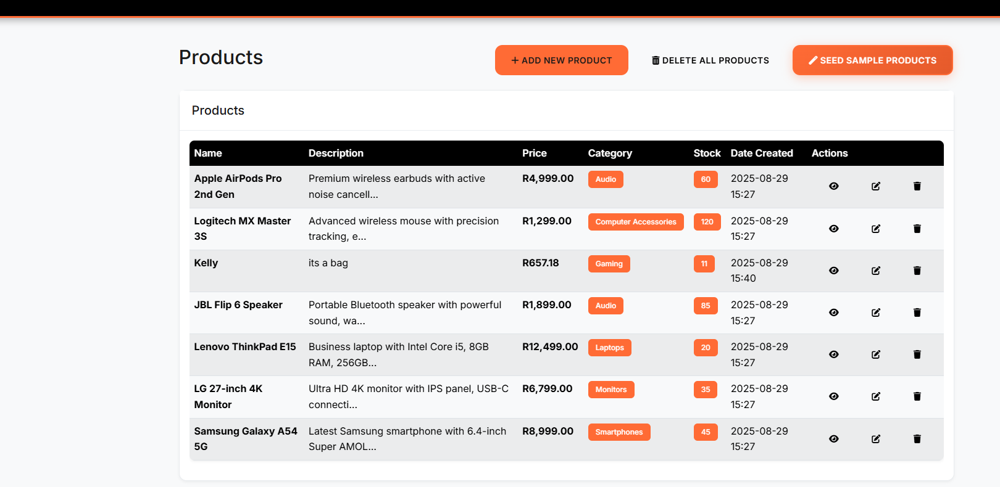 Products
ADD NEW PRODUCT
DELETE ALL PRODUCTS
SEED SAMPLE PRODUCTS
Products
Name Description Price Category Stock Date Created Actions
Apple AirPods Pro Premium wireless earbuds with active R4,999.00 Audio 60 2025-08-29
2nd Gen noise cancell... 15:27
Logitech MX Master Advanced wireless mouse with precision R1,299.00 Computer Accessories 120 2025-08-29
3S tracking, e... 15:27
Kelly its a bag R657.18 Gaming 11 2025-08-29
15:40
JBL Flip 6 Speaker Portable Bluetooth speaker with powerful R1,899.00 Audio 85 2025-08-29
sound, wa... 15:27
Lenovo ThinkPad E15 Business laptop with Intel Core i5, 8GB R12,499.00 Laptops 20 2025-08-29
RAM, 256GB... 15:27
LG 27-inch 4K Ultra HD 4K monitor with IPS panel, USB-C R6,799.00 Monitors 35 2025-08-29
Monitor connecti... 15:27
Samsung Galaxy A54 Latest Samsung smartphone with 6.4-inch R8,999.00 Smartphones 45 2025-08-29
5G Super AMOL... 15:27